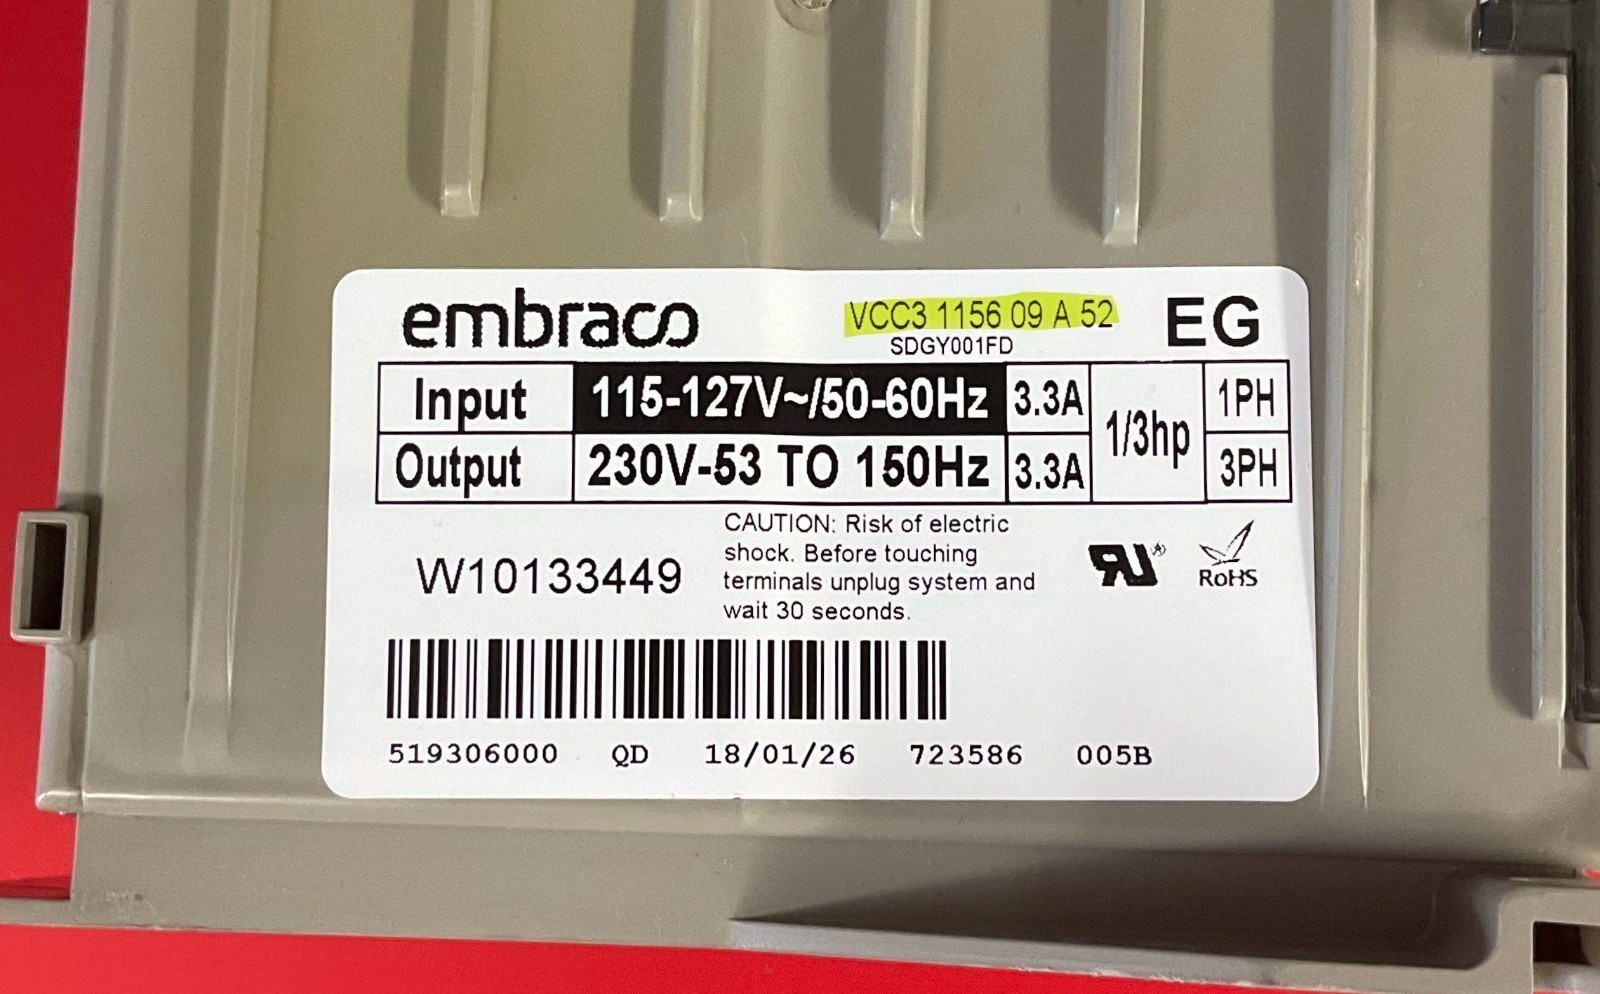 embraco
VCC3 1156 09 A 52
EG
SDGY001FD
Input 115-127V~/50-60Hz 3.3A 1/3hp 1PH
Output 230V-53 TO 150Hz 3.3A 3PH
CAUTION: Risk of electric
shock. Before touching
terminals unplug system and
wait 30 seconds.
W10133449
RU
RoHS
519306000 QD 18/01/26 723586 005B